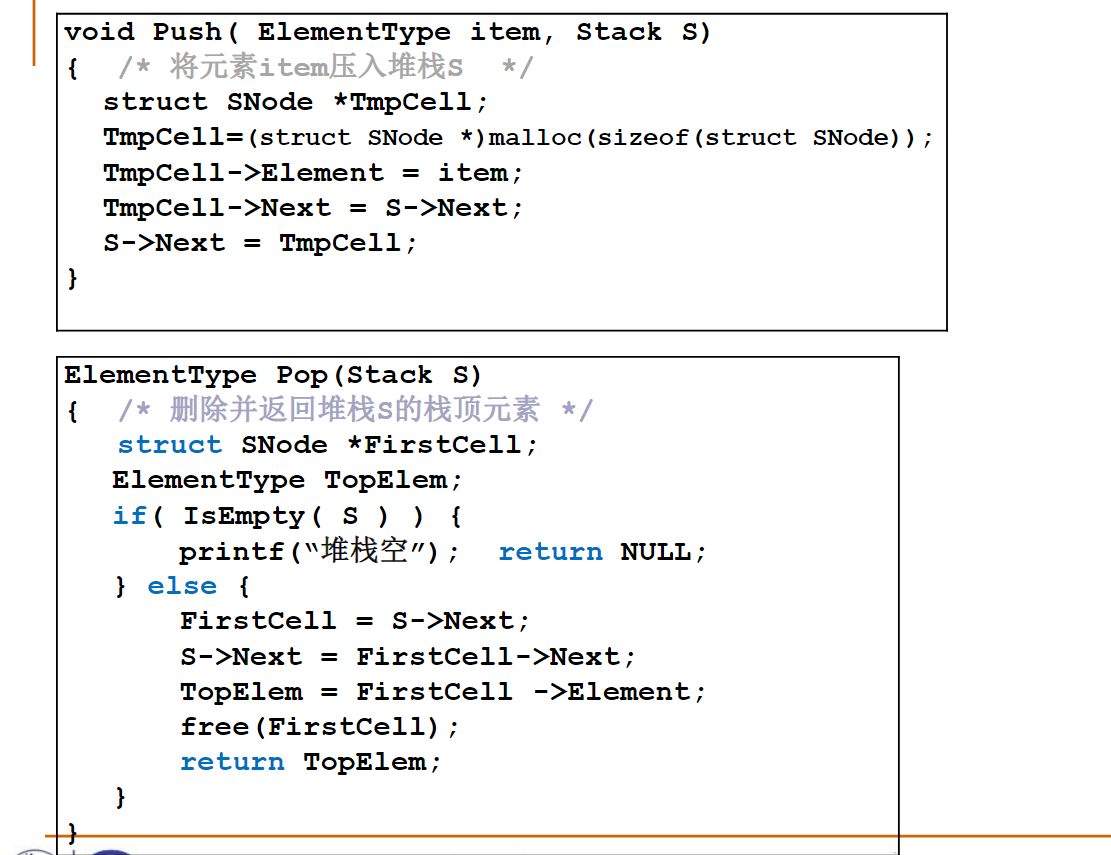 void Push( ElementType item, Stack S)
{ /* 将元素item压入堆栈S */
struct SNode *TmpCell;
TmpCell=(struct SNode *)malloc(sizeof(struct SNode));
TmpCell->Element = item;
TmpCell->Next = S->Next;
S->Next = TmpCell;
}
ElementType Pop(Stack S)
{ /* 删除并返回堆栈S的栈顶元素 */
struct SNode *FirstCell;
ElementType TopElem;
if( IsEmpty( S ) ) {
printf(“堆栈空”); return NULL;
} else {
FirstCell = S->Next;
S->Next = FirstCell->Next;
TopElem = FirstCell ->Element;
free(FirstCell);
return TopElem;
}
}